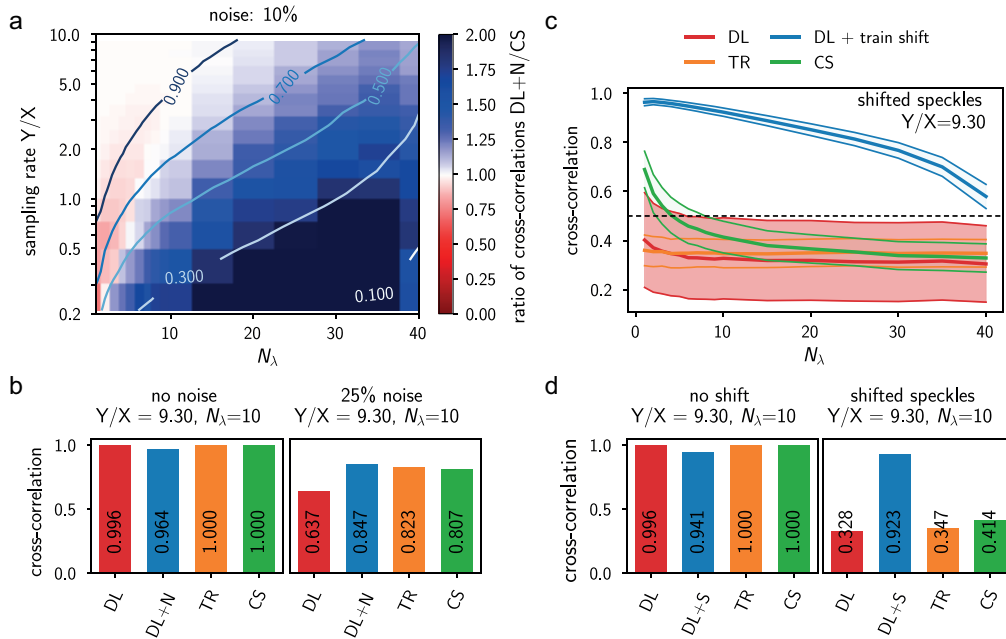 a
noise: 10%
sampling rate Y/X
10.0
5.0
2.0
1.0
0.5
0.2
0.900
0.700
0.500
0.300
0.100
10
20
30
40
Nλ
2.00
1.75
1.50
1.25
1.00
0.75
0.50
0.25
0.00
ratio of cross-correlations DL+N/CS
c
DL
DL + train shift
TR
CS
shifted speckles
Y/X=9.30
cross-correlation
1.0
0.8
0.6
0.4
0.2
0
10
20
30
40
Nλ
b
no noise
Y/X = 9.30, Nλ=10
25% noise
Y/X = 9.30, Nλ=10
cross-correlation
1.0
0.5
0.0
0.996
0.964
1.000
1.000
0.637
0.847
0.823
0.807
DL
DL+N
TR
CS
DL
DL+N
TR
CS
d
no shift
Y/X = 9.30, Nλ=10
shifted speckles
Y/X = 9.30, Nλ=10
cross-correlation
1.0
0.5
0.0
0.996
0.941
1.000
1.000
0.328
0.923
0.347
0.414
DL
DL+S
TR
CS
DL
DL+S
TR
CS